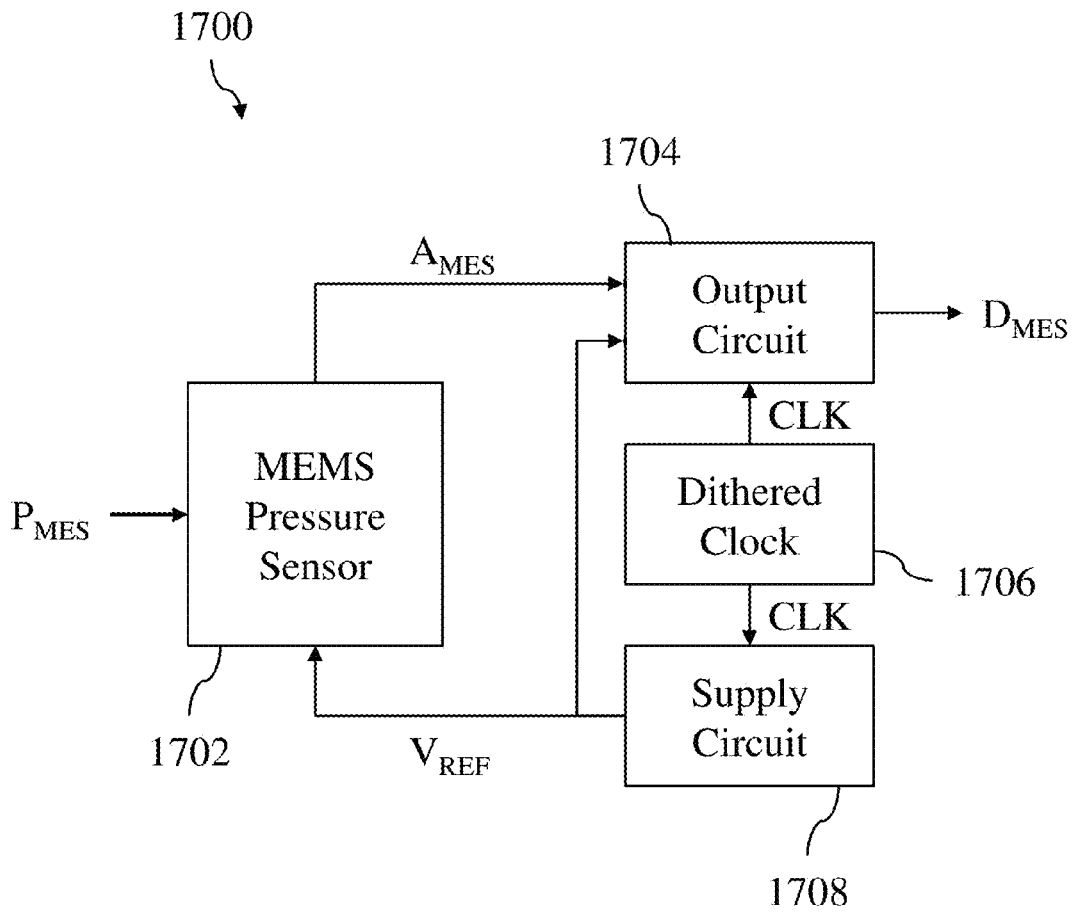 1700
1704
A_MES
Output
Circuit
D_MES
CLK
MEMS
Pressure
Sensor
P_MES
Dithered
Clock
1706
CLK
Supply
Circuit
1702
V_REF
1708